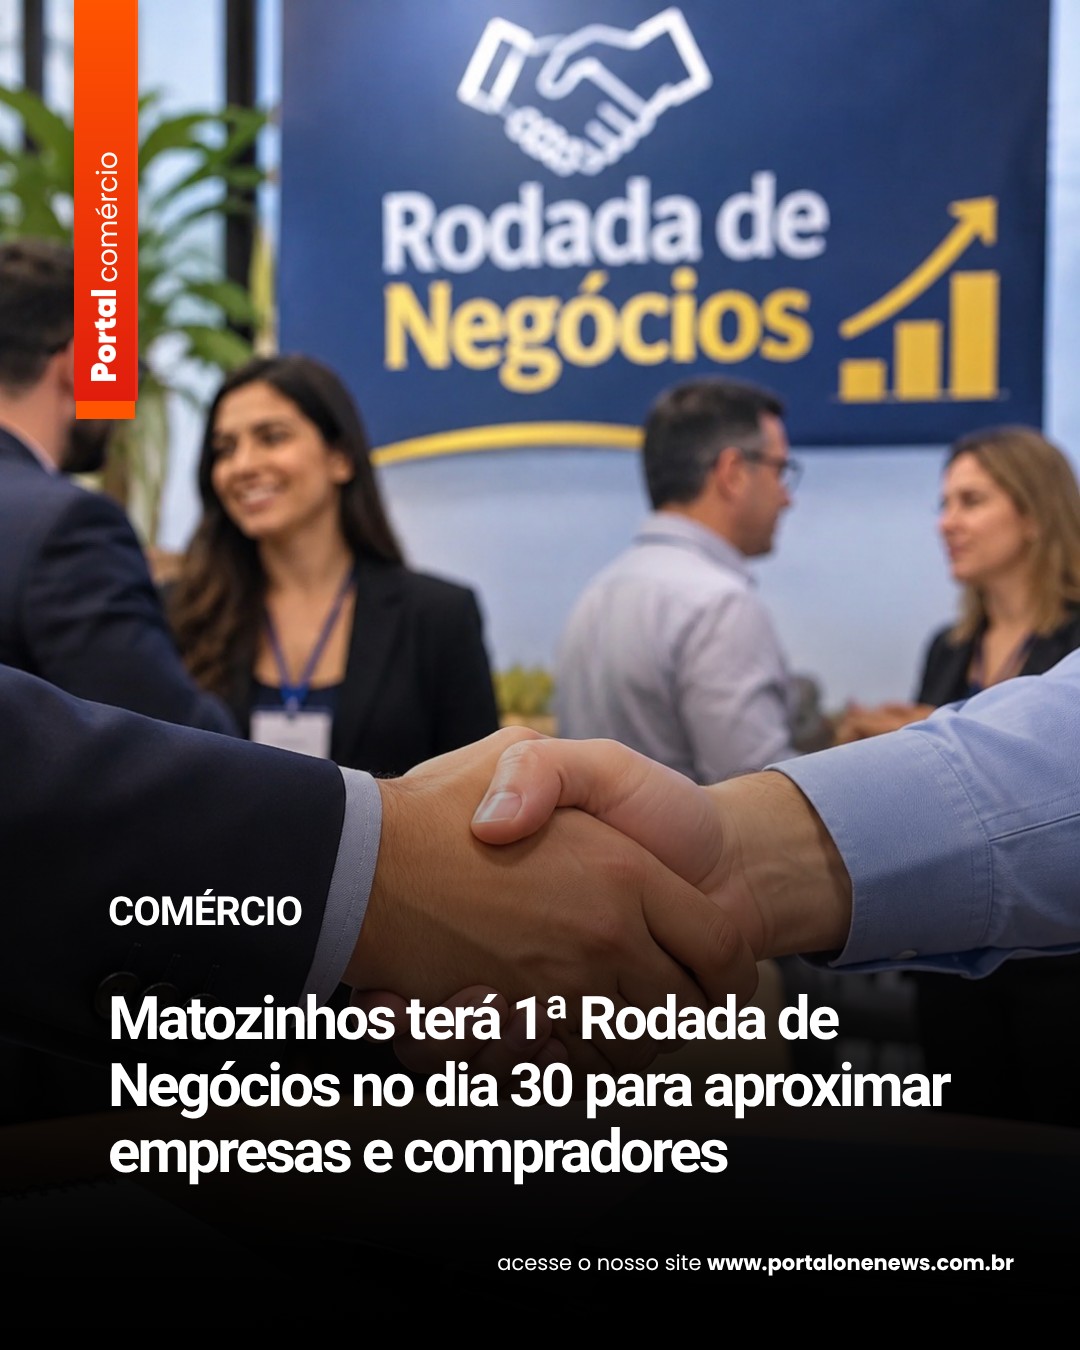 Portal comércio
Rodada de
Negócios
COMÉRCIO
Matozinhos terá 1ª Rodada de
Negócios no dia 30 para aproximar
empresas e compradores
acesse o nosso site www.portalonenews.com.br